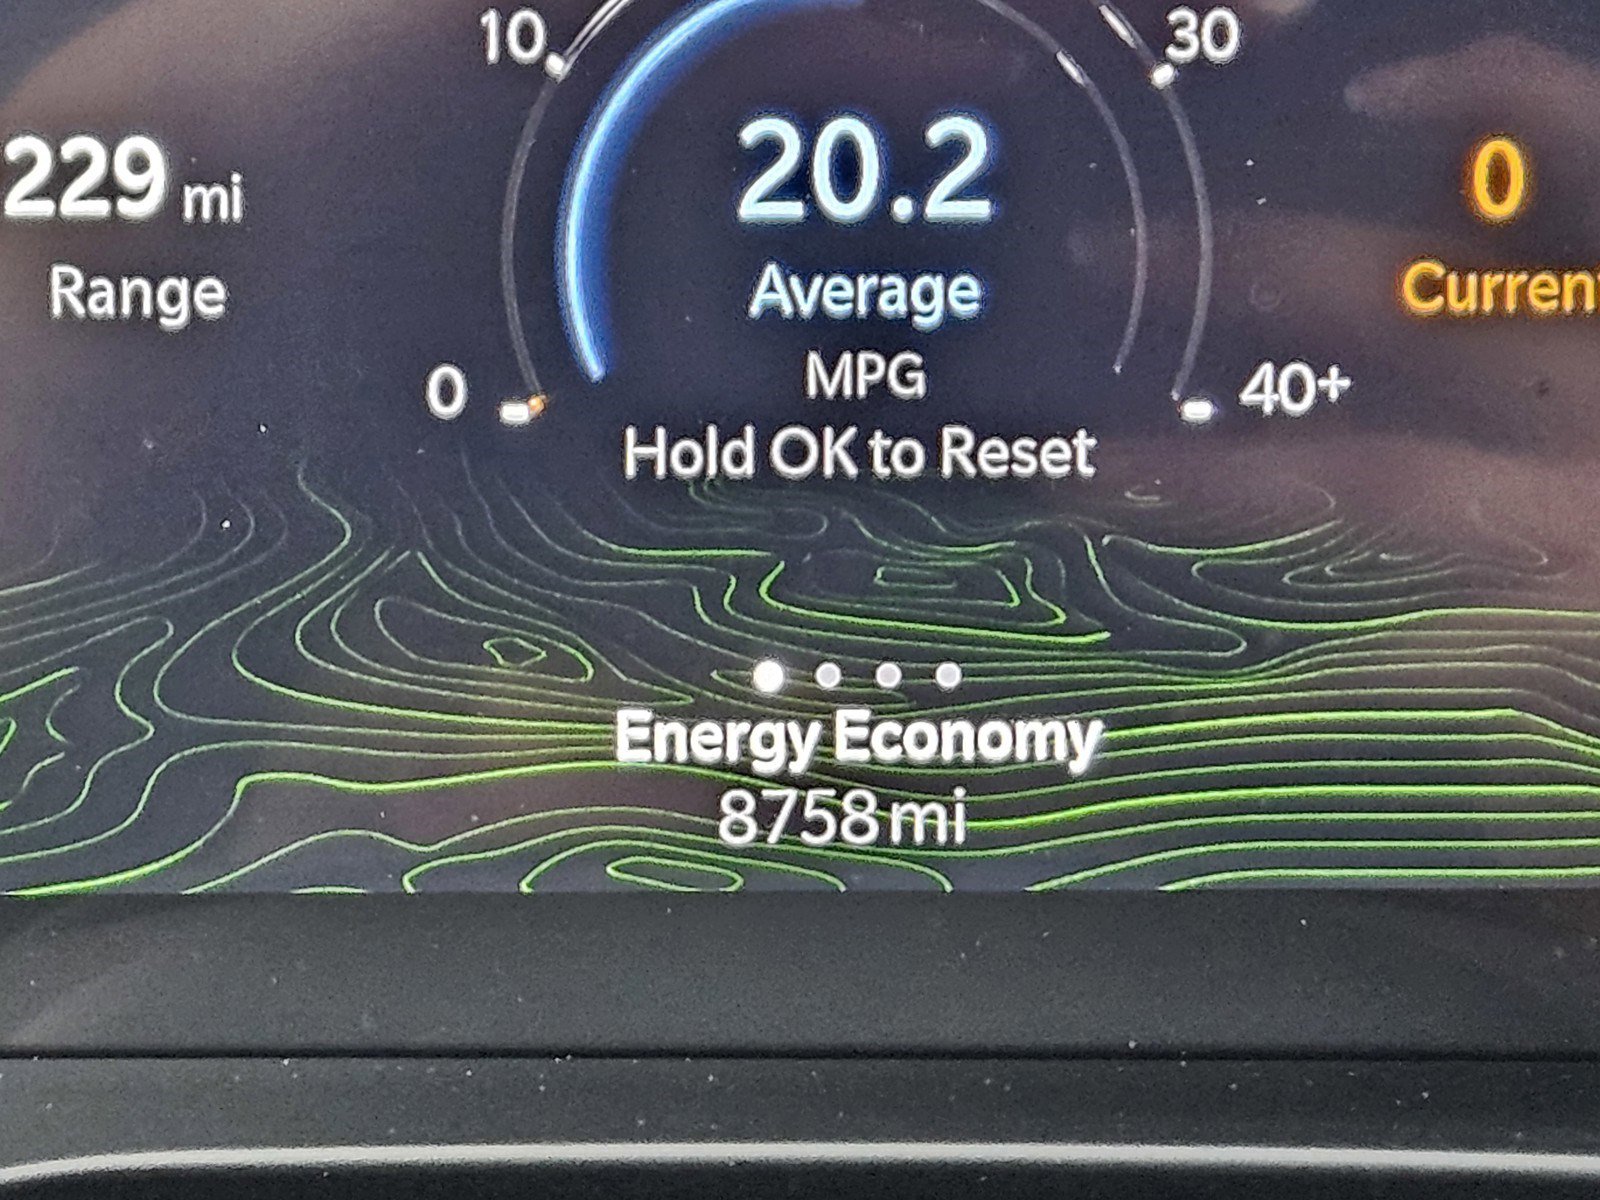 10
30
229 mi
20.2
0
Range
Average
Current
MPG
0
40+
Hold OK to Reset
Energy Economy
8758 mi